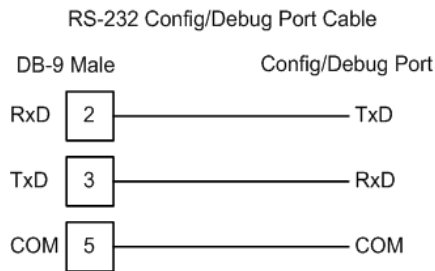 RS-232 Config/Debug Port Cable
DB-9 Male Config/Debug Port
RxD 2 TxD
TxD 3 RxD
COM 5 COM